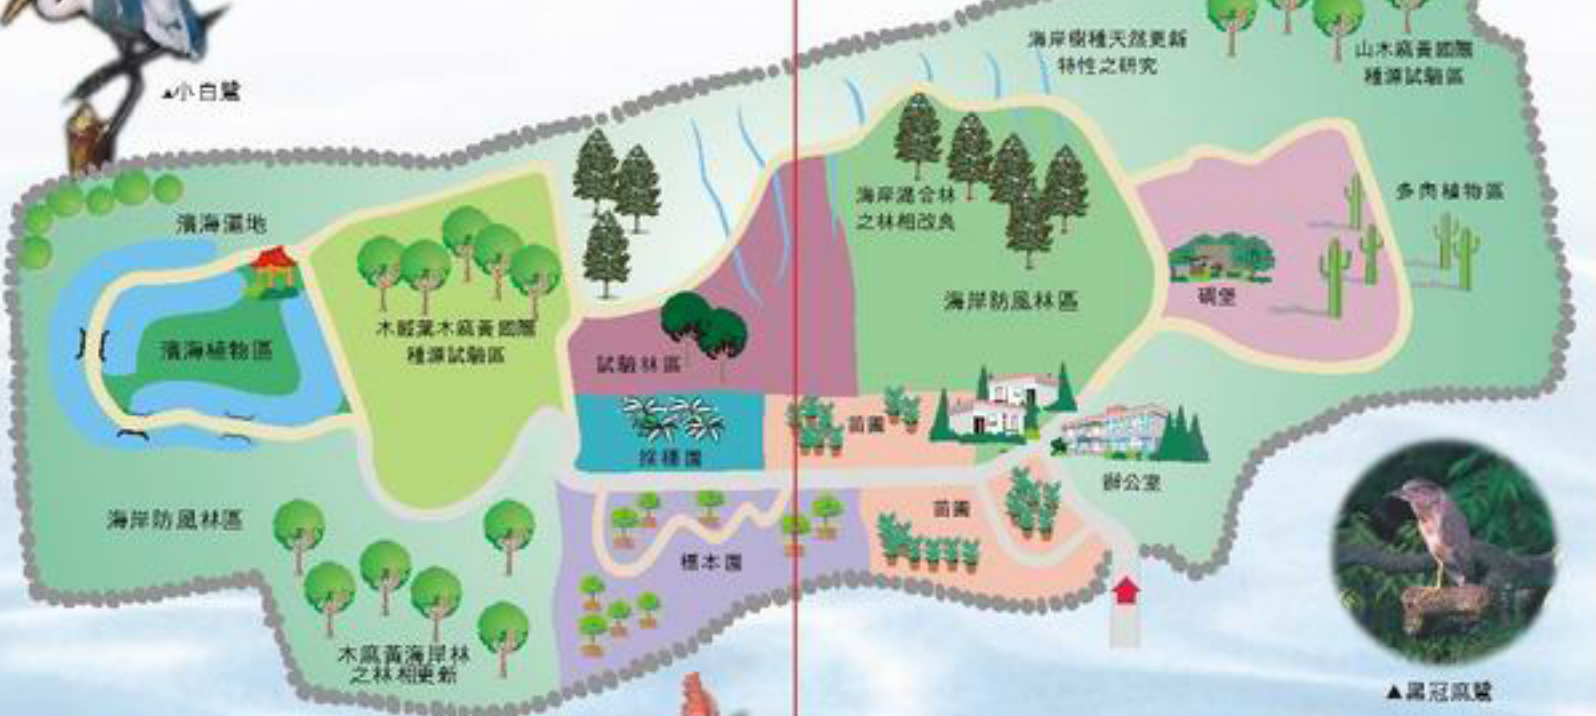 ▲小白鷺
海岸樹種天然更新
特性之研究
山木麻黃國際
種源試驗區
濱海濕地
海岸混合林
之林相改良
多肉植物區
碉堡
海岸防風林區
木賊葉木麻黃國際
種源試驗區
濱海植物區
試驗林區
採種園
苗圃
辦公室
海岸防風林區
苗圃
標本園
木麻黃海岸林
之林相更新
▲黑冠麻鷺